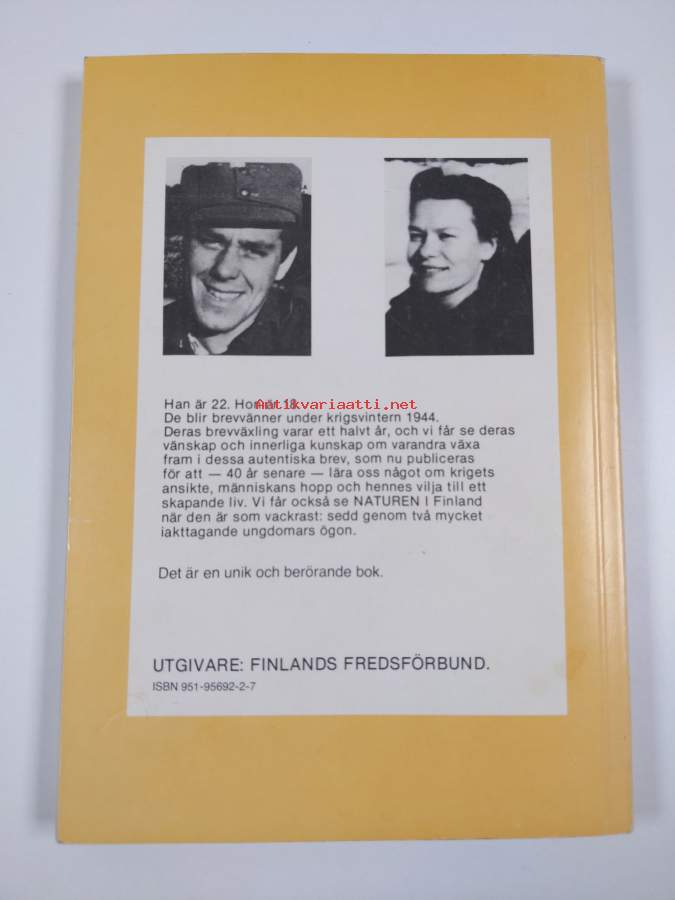 Han är 22. Hon är 18.
Antikvariaatti.net
De blir brevvänner under krigsvintern 1944.
Deras brevväxling varar ett halvt år, och vi får se deras
vänskap och innerliga kunskap om varandra växa
fram i dessa autentiska brev, som nu publiceras
för att — 40 år senare — lära oss något om krigets
ansikte, människans hopp och hennes vilja till ett
skapande liv. Vi får också se NATUREN I Finland
när den är som vackrast: sedd genom två mycket
iakttagande ungdomars ögon.
Det är en unik och berörande bok.
UTGIVARE: FINLANDS FREDSFÖRBUND.
ISBN 951-95692-2-7